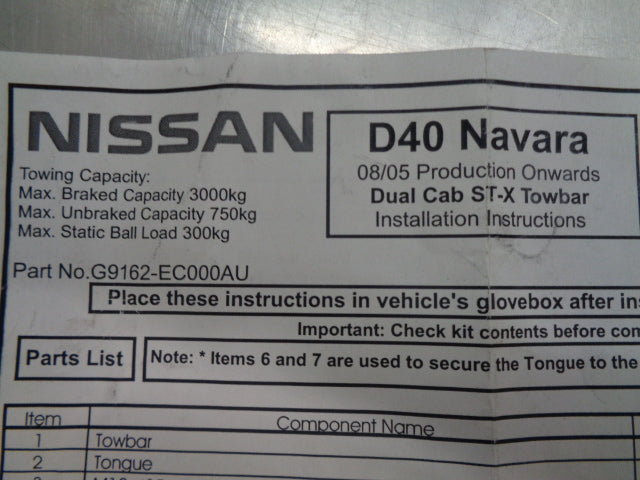 NISSAN
D40 Navara
08/05 Production Onwards
Dual Cab ST-X Towbar
Installation Instructions
Towing Capacity:
Max. Braked Capacity 3000kg
Max. Unbraked Capacity 750kg
Max. Static Ball Load 300kg
Part No.G9162-EC000AU
Place these instructions in vehicle's glovebox after
Important: Check kit contents before
Parts List
Note: * Items 6 and 7 are used to secure the Tongue to the
Item Component Name
1 Towbar
2 Tongue